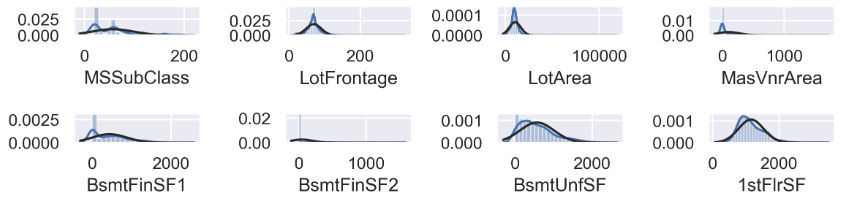 0.025 0.025 0.0001 0.01
0.000 0.000 0.0000 0.00
0 200 0 200 0 100000 0 1000
MSSubClass LotFrontage LotArea MasVnrArea
0.0025 0.02 0.001 0.001
0.0000 0.00 0.000 0.000
0 2000 0 1000 0 2000 0 2000
BsmtFinSF1 BsmtFinSF2 BsmtUnfSF 1stFlrSF